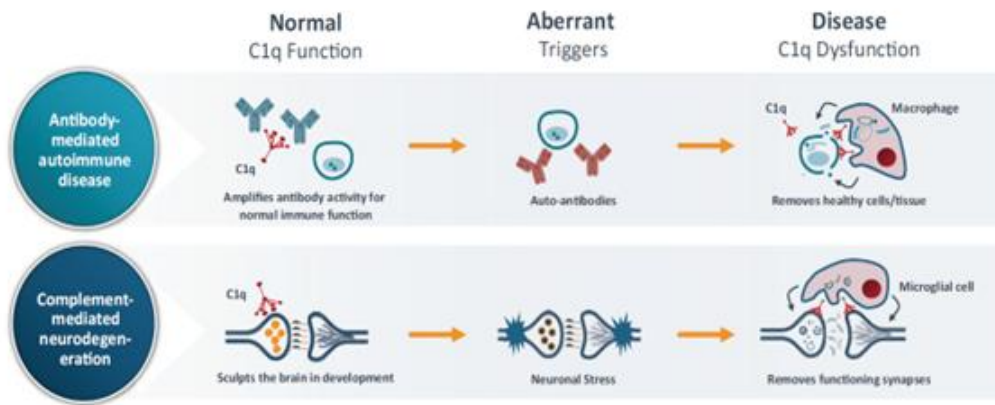 Normal
C1q Function
Aberrant
Triggers
Disease
C1q Dysfunction
Antibody-
mediated
autoimmune
disease
C1q
Amplifies antibody activity for
normal immune function
Auto-antibodies
C1q
Macrophage
Removes healthy cells/tissue
Complement-
mediated
neurodegen-
eration
C1q
Sculpts the brain in development
Neuronal Stress
Microglial cell
Removes functioning synapses